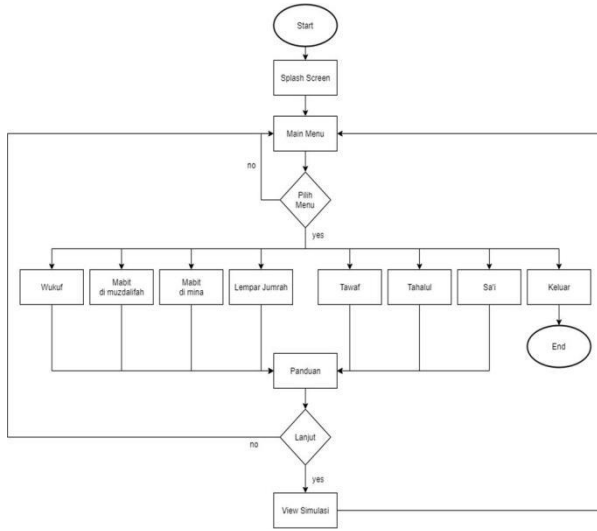 Start
Splash Screen
Main Menu
no
Pilih
Menu
yes
Wukuf
Mabit
di muzdalifah
Mabit
di mina
Lempar Jumrah
Tawaf
Tahalul
Sa'i
Keluar
End
Panduan
Lanjut
no
yes
View Simulasi